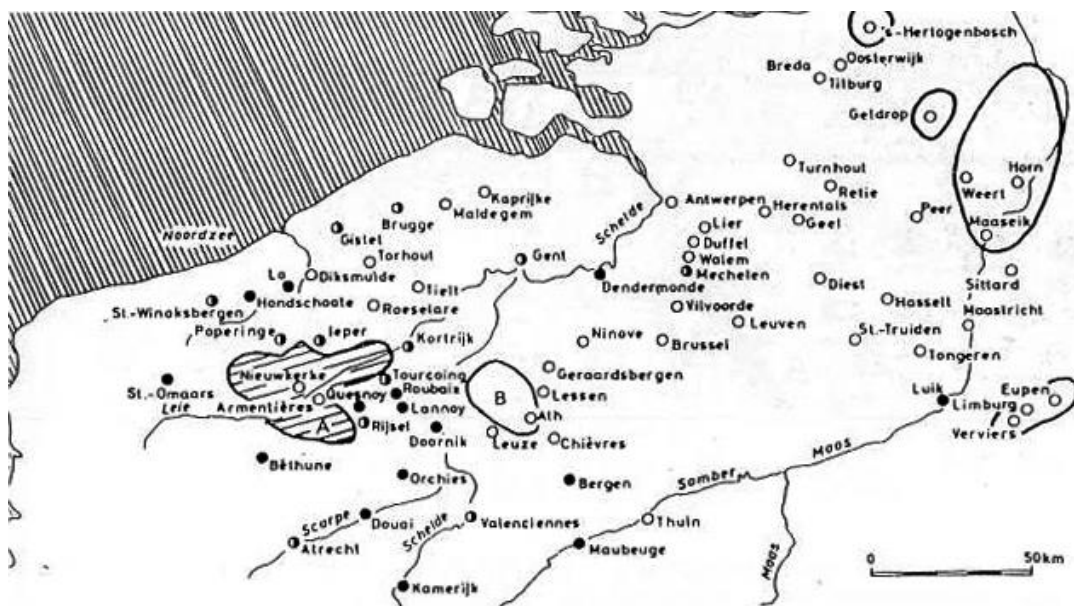 's-Hertogenbosch
Oosterwijk
Breda
Tilburg
Geldrop
Turnhout
Horn
Weert
Retie
Kaprijke
Antwerpen
Herentals
Peer
Maldegem
Brugge
Lier
Geel
Maaseik
Noordzee
Gistel
Schelde
Duffel
Torhout
Gent
Walem
Lo
Diksmuide
Mechelen
Sittard
Hondschoote
Tielt
Dendermonde
Diest
St.-Winoksbergen
Roeselare
Vilvoorde
Hasselt
Maastricht
Poperinge
Ieper
Kortrijk
Ninove
Leuven
St.-Truiden
Brussel
Tongeren
Nieuwkerke
Tourcoing
Geraardsbergen
St.-Omaars
Quesnoy
Roubaix
B
Lessen
Luik
Eupen
Leie
Armentières
Lannoy
Ath
Limburg
A
Rijsel
Doornik
Leuze
Chièvres
Verviers
Maas
Béthune
Orchies
Bergen
Samber
Scarpe
Douai
Schelde
Valenciennes
Thuin
Atrecht
Maubeuge
Maas
0 50km
Kamerijk